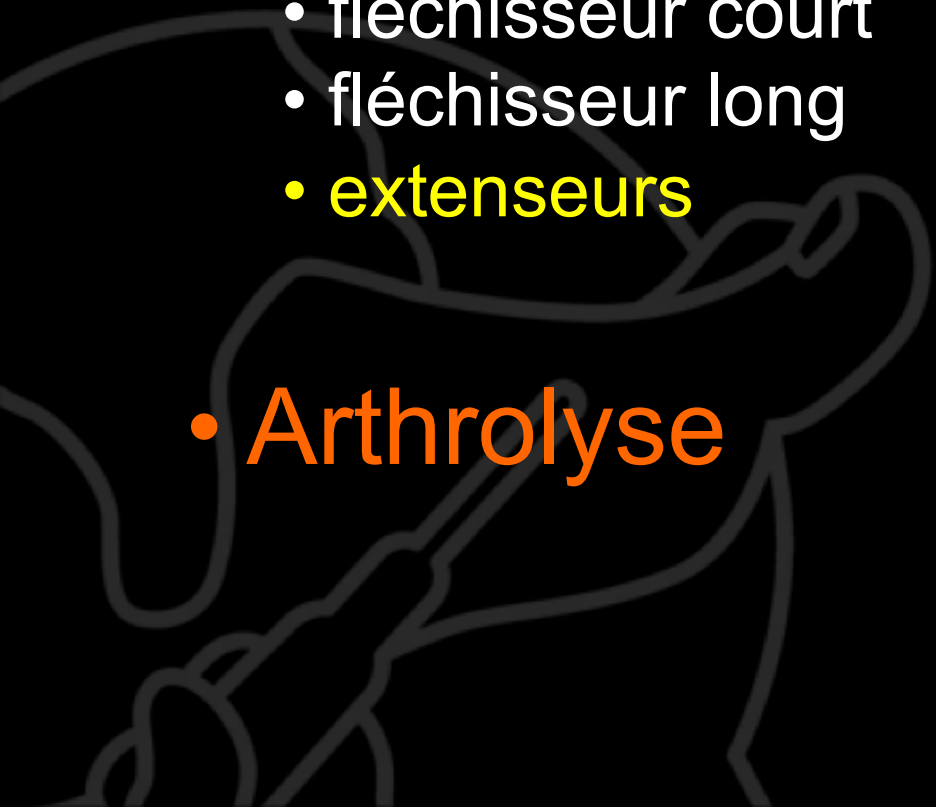 • fléchisseur court
• fléchisseur long
• extenseurs
• Arthrolyse